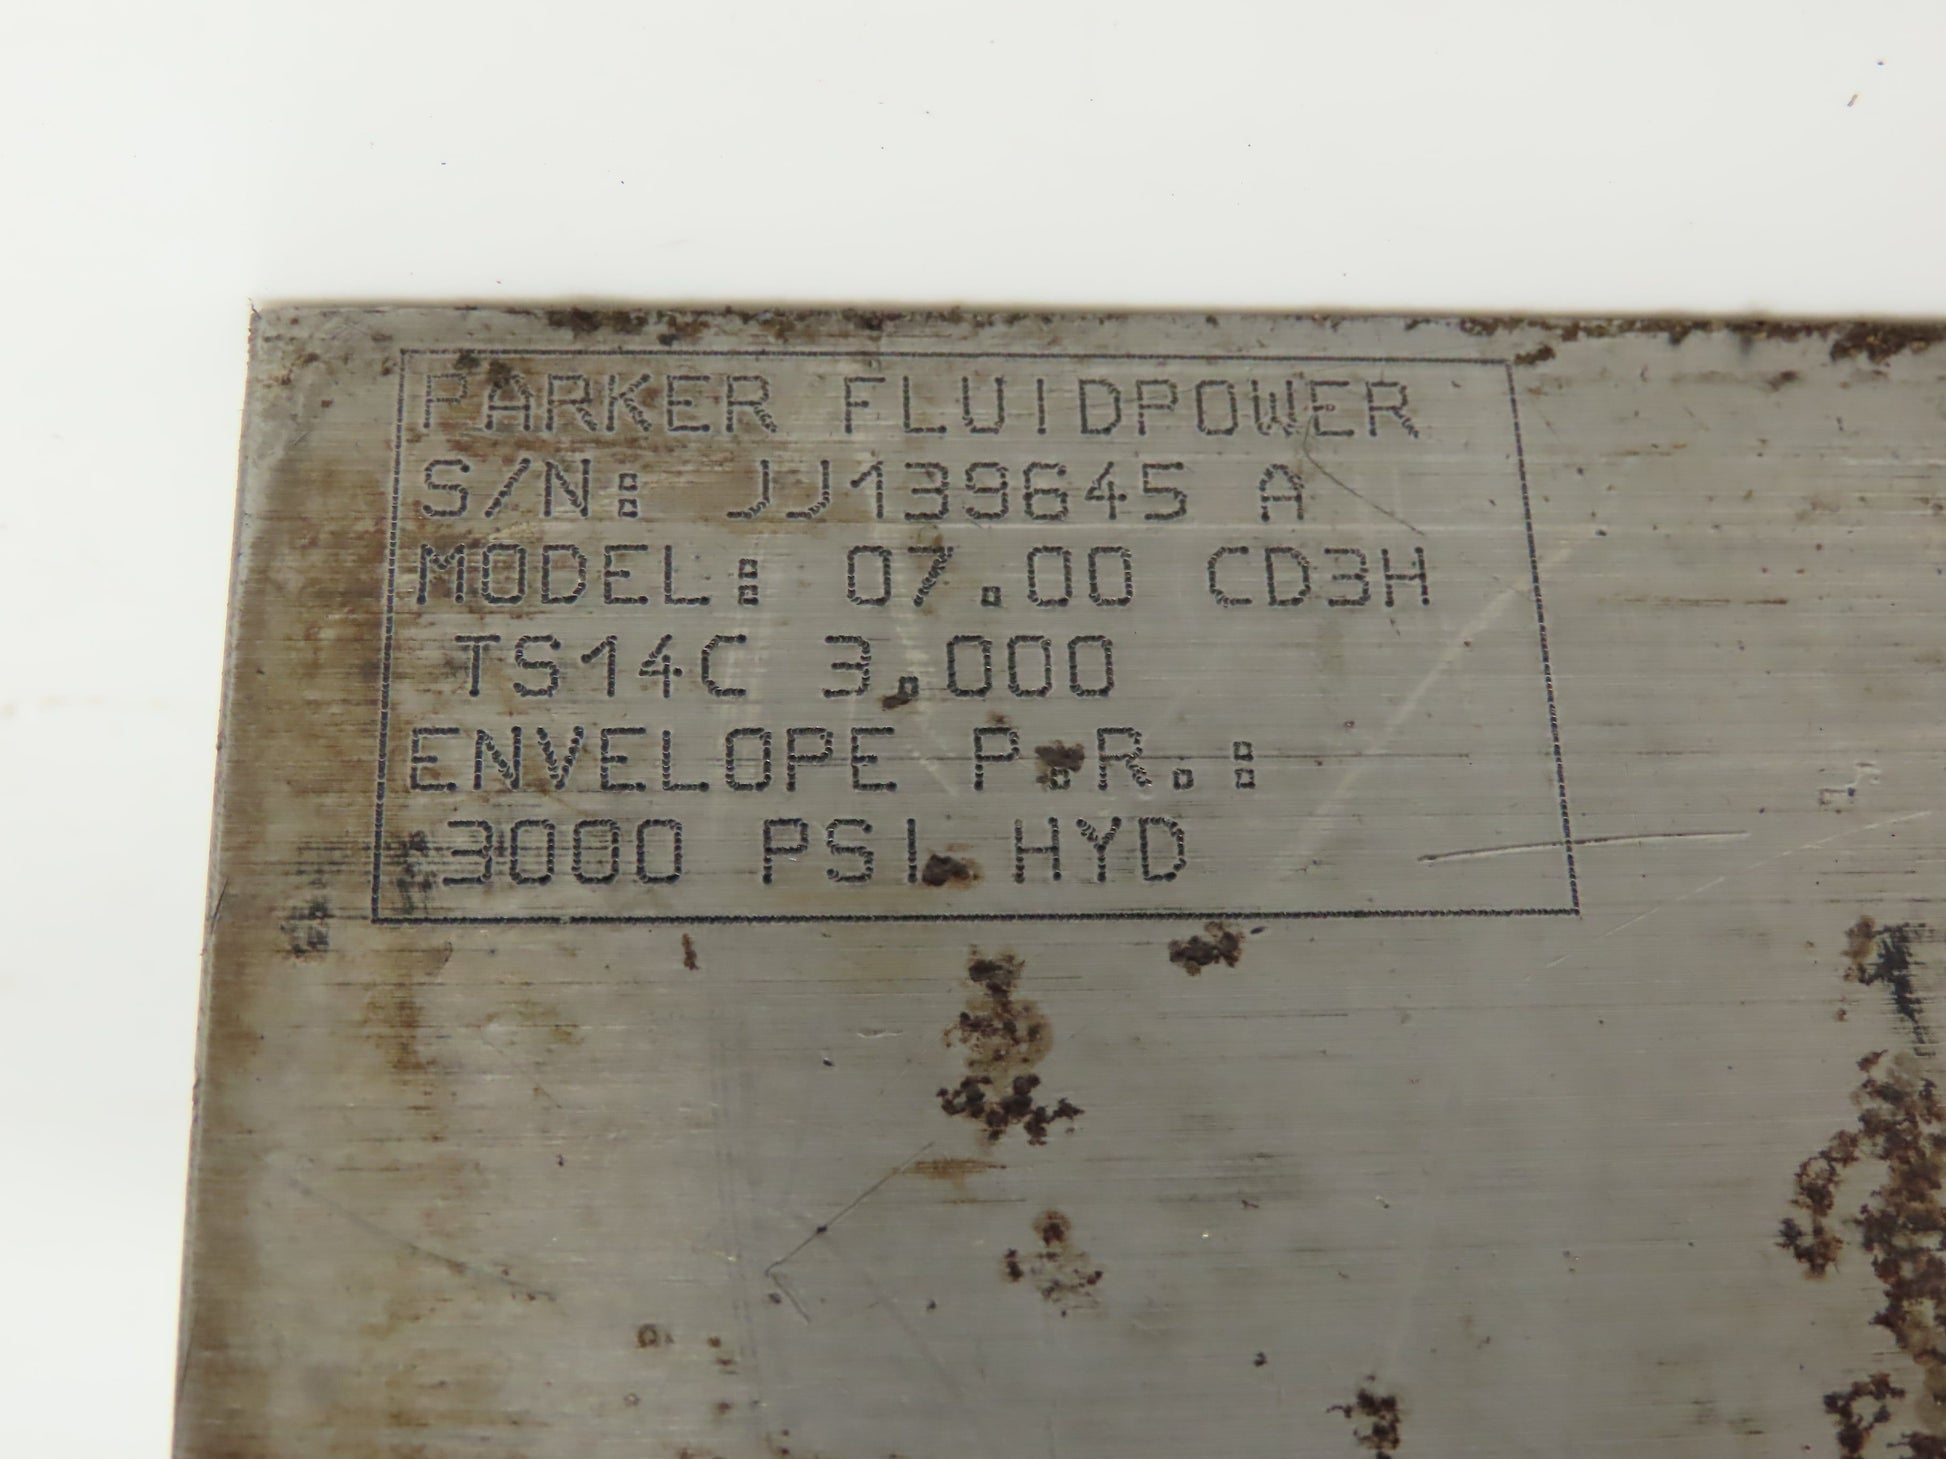 PARKER FLUIDPOWER
S/N: JJ139645 A
MODEL: 07.00 CD3H
TS14C 3.000
ENVELOPE P.R.:
3000 PSI HYD